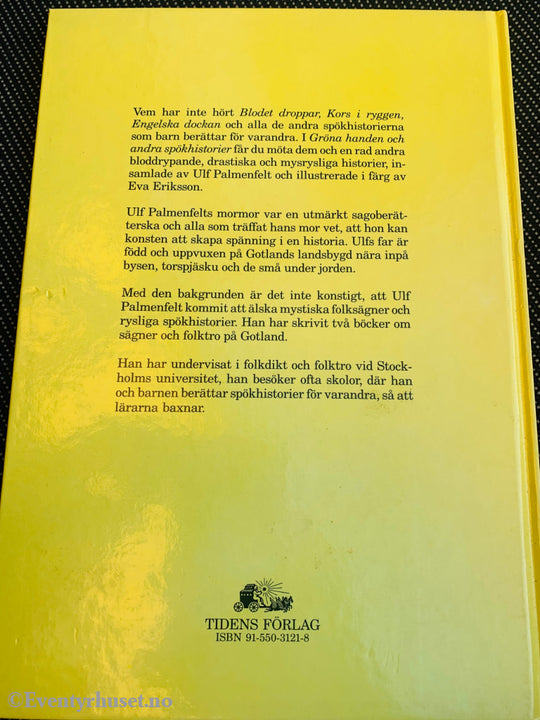 Vem har inte hört Blodet droppar, Kors i ryggen,
Engelska dockan och alla de andra spökhistorierna
som barn berättar för varandra. I Gröna handen och
andra spökhistorier får du möta dem och en rad andra
bloddrypande, drastiska och mysrysliga historier, in-
samlade av Ulf Palmenfelt och illustrerade i färg av
Eva Eriksson.
Ulf Palmenfelts mormor var en utmärkt sagoberät-
terska och alla som träffat hans mor vet, att hon kan
konsten att skapa spänning i en historia. Ulfs far är
född och uppvuxen på Gotlands landsbygd nära inpå
bysen, torspjäsku och de små under jorden.
Med den bakgrunden är det inte konstigt, att Ulf
Palmenfelt kommit att älska mystiska folksägner och
rysliga spökhistorier. Han har skrivit två böcker om
sägner och folktro på Gotland.
Han har undervisat i folkdikt och folktro vid Stock-
holms universitet, han besöker ofta skolor, där han
och barnen berättar spökhistorier för varandra, så att
lärarna baxnar.
TIDENS FÖRLAG
ISBN 91-550-3121-8
©Eventyrhuset.no